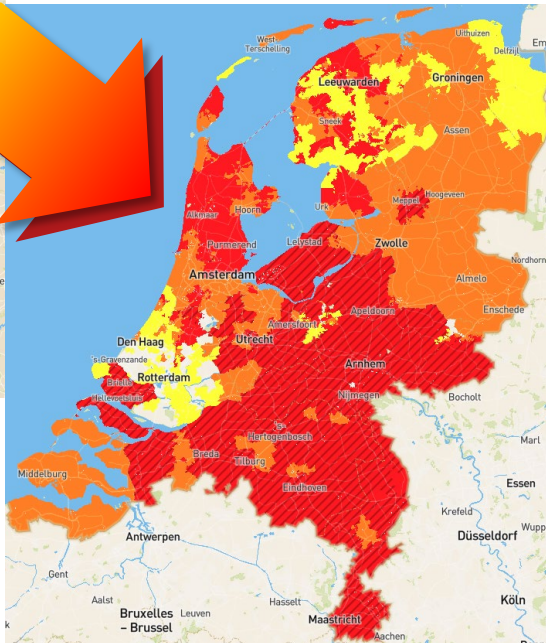 Uithuizen
Delfzijl
Em
West-
Terschelling
Leeuwarden
Groningen
Sneek
Assen
Hoorn
Urk
Meppel
Hoogeveen
Alkmaar
Purmerend
Lelystad
Zwolle
Nordhorn
Amsterdam
Almelo
Enschede
Amersfoort
Apeldoorn
Den Haag
Utrecht
's-Gravenzande
Rotterdam
Arnhem
Brielle
Hellevoetsluis
Nijmegen
Bocholt
Hertogenbosch
Marl
Breda
Tilburg
Middelburg
Eindhoven
Essen
Krefeld
Wupp
Antwerpen
Düsseldorf
Gent
Aalst
Hasselt
Köln
Bruxelles
- Brussel
Leuven
Maastricht
Aachen